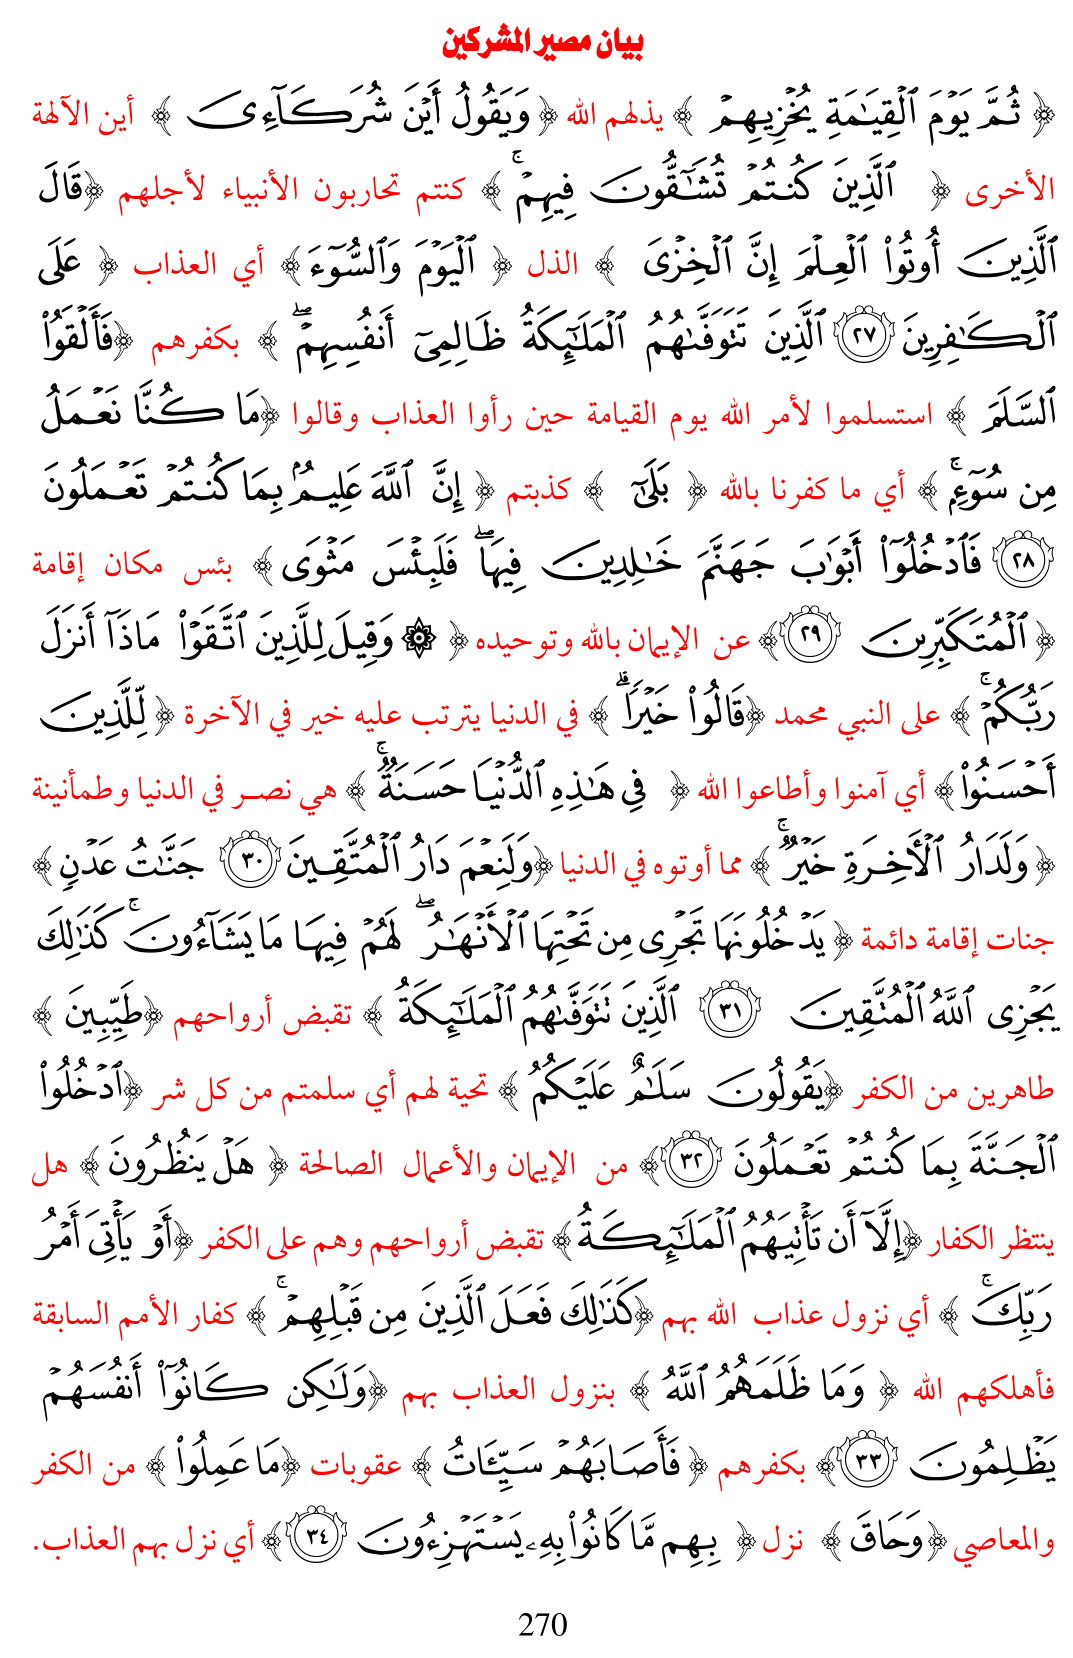 بيان مصير المشركين
﴿ ثُمَّ يَوْمَ ٱلْقِيَٰمَةِ يُخْزِيهِمْ ﴾ يذلهم الله ﴿ وَيَقُولُ أَيْنَ شُرَكَآءِىَ ﴾ أين الآلهة
الأخرى ﴿ ٱلَّذِينَ كُنتُمْ تُشَٰٓقُّونَ فِيهِمْ ۚ ﴾ كنتم تحاربون الأنبياء لأجلهم ﴿قَالَ
ٱلَّذِينَ أُوتُوا۟ ٱلْعِلْمَ إِنَّ ٱلْخِزْىَ ﴾ الذل ﴿ ٱلْيَوْمَ وَٱلسُّوٓءَ﴾ أي العذاب ﴿ عَلَى
ٱلْكَٰفِرِينَ ٢٧ ٱلَّذِينَ تَتَوَفَّىٰهُمُ ٱلْمَلَٰٓئِكَةُ ظَالِمِىٓ أَنفُسِهِمْ ۖ ﴾ بكفرهم ﴿فَأَلْقَوُا۟
ٱلسَّلَمَ ﴾ استسلموا لأمر الله يوم القيامة حين رأوا العذاب وقالوا ﴿مَا كُنَّا نَعْمَلُ
مِن سُوٓءٍۭ ۚ ﴾ أي ما كفرنا بالله ﴿ بَلَىٰٓ ﴾ كذبتم ﴿ إِنَّ ٱللَّهَ عَلِيمٌۢ بِمَا كُنتُمْ تَعْمَلُونَ
٢٨ فَٱدْخُلُوٓا۟ أَبْوَٰبَ جَهَنَّمَ خَٰلِدِينَ فِيهَا ۖ فَلَبِئْسَ مَثْوَى ﴾ بئس مكان إقامة
﴿ ٱلْمُتَكَبِّرِينَ ٢٩ ﴾ عن الإيمان بالله وتوحيده ﴿ ۞ وَقِيلَ لِلَّذِينَ ٱتَّقَوْا۟ مَاذَآ أَنزَلَ
رَبُّكُمْ ۚ ﴾ على النبي محمد ﴿قَالُوا۟ خَيْرًا ۗ ﴾ في الدنيا يترتب عليه خير في الآخرة ﴿ لِّلَّذِينَ
أَحْسَنُوا۟﴾ أي آمنوا وأطاعوا الله ﴿ فِى هَٰذِهِ ٱلدُّنْيَا حَسَنَةٌ ۚ ﴾ هي نصر في الدنيا وطمأنينة
﴿ وَلَدَارُ ٱلْأَخِرَةِ خَيْرٌ ۚ ﴾ مما أوتوه في الدنيا ﴿وَلَنِعْمَ دَارُ ٱلْمُتَّقِينَ ٣٠ جَنَّٰتُ عَدْنٍ ﴾
جنات إقامة دائمة ﴿ يَدْخُلُونَهَا تَجْرِى مِن تَحْتِهَا ٱلْأَنْهَٰرُ ۖ لَهُمْ فِيهَا مَا يَشَآءُونَ ۚ كَذَٰلِكَ
يَجْزِى ٱللَّهُ ٱلْمُتَّقِينَ ٣١ ٱلَّذِينَ تَتَوَفَّىٰهُمُ ٱلْمَلَٰٓئِكَةُ ﴾ تقبض أرواحهم ﴿طَيِّبِينَ ﴾
طاهرين من الكفر ﴿يَقُولُونَ سَلَٰمٌ عَلَيْكُمُ ﴾ تحية لهم أي سلمتم من كل شر ﴿ٱدْخُلُوا۟
ٱلْجَنَّةَ بِمَا كُنتُمْ تَعْمَلُونَ ٣٢﴾ من الإيمان والأعمال الصالحة ﴿ هَلْ يَنظُرُونَ ﴾ هل
ينتظر الكفار ﴿إِلَّآ أَن تَأْتِيَهُمُ ٱلْمَلَٰٓئِكَةُ ﴾ تقبض أرواحهم وهم على الكفر ﴿أَوْ يَأْتِىَ أَمْرُ
رَبِّكَ ۚ ﴾ أي نزول عذاب الله بهم ﴿كَذَٰلِكَ فَعَلَ ٱلَّذِينَ مِن قَبْلِهِمْ ۚ ﴾ كفار الأمم السابقة
فأهلكهم الله ﴿ وَمَا ظَلَمَهُمُ ٱللَّهُ ﴾ بنزول العذاب بهم ﴿وَلَٰكِن كَانُوٓا۟ أَنفُسَهُمْ
يَظْلِمُونَ ٣٣﴾ بكفرهم ﴿ فَأَصَابَهُمْ سَيِّـَٔاتُ ﴾ عقوبات ﴿مَا عَمِلُوا۟ ﴾ من الكفر
والمعاصي ﴿وَحَاقَ ﴾ نزل ﴿ بِهِم مَّا كَانُوا۟ بِهِۦ يَسْتَهْزِءُونَ ٣٤﴾ أي نزل بهم العذاب.
270